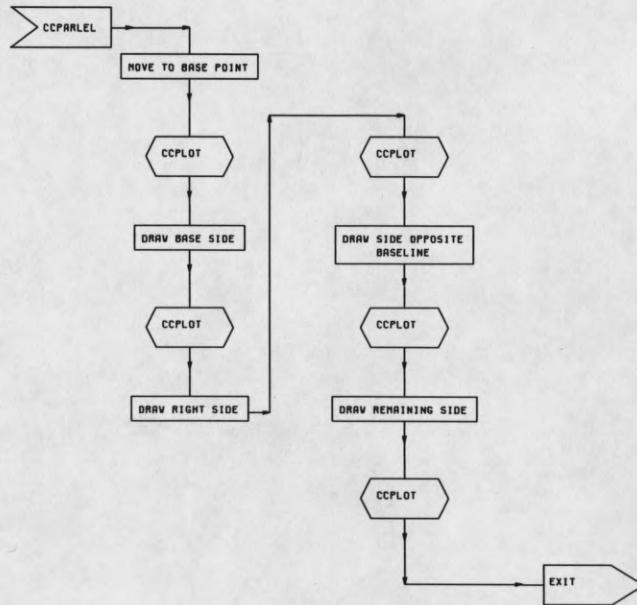 CCPARLEL
MOVE TO BASE POINT
CCPLOT
DRAW BASE SIDE
CCPLOT
DRAW RIGHT SIDE
CCPLOT
DRAW SIDE OPPOSITE
BASELINE
CCPLOT
DRAW REMAINING SIDE
CCPLOT
EXIT